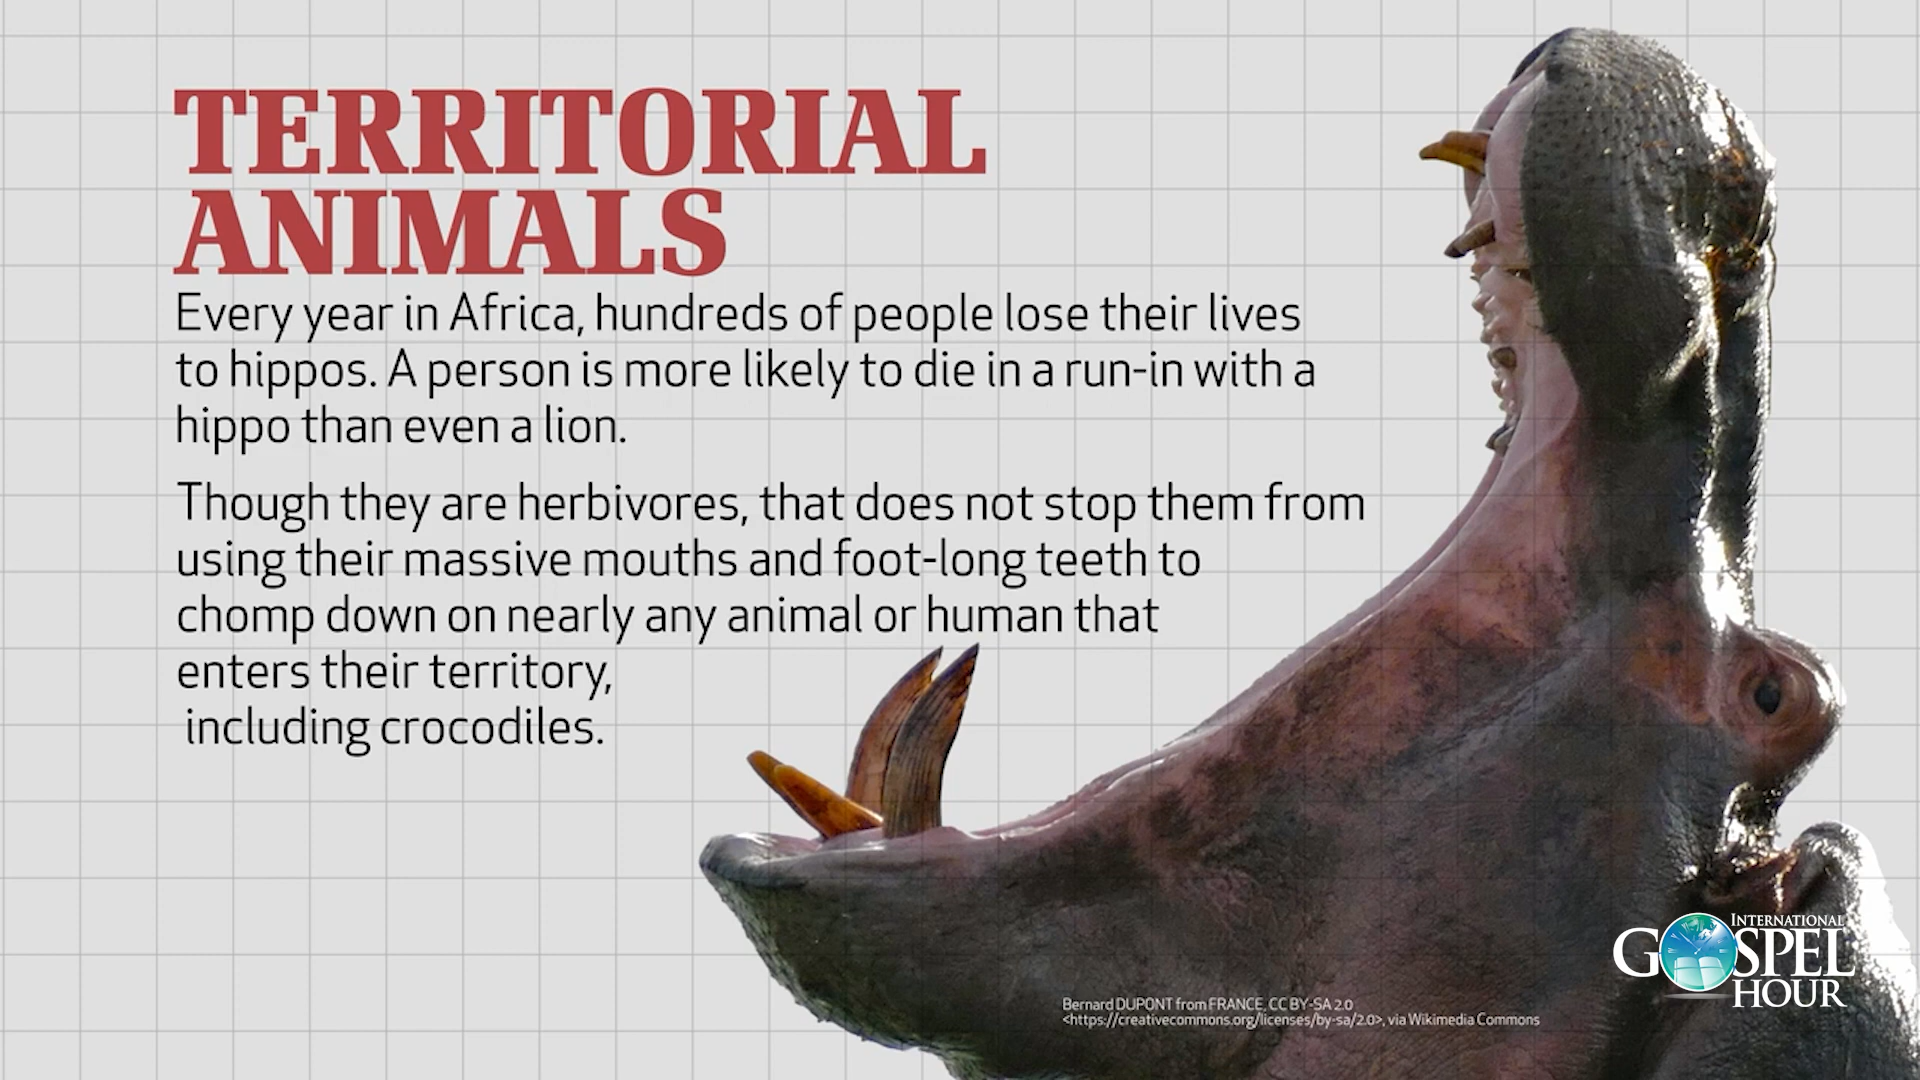 TERRITORIAL
ANIMALS
Every year in Africa, hundreds of people lose their lives
to hippos. A person is more likely to die in a run-in with a
hippo than even a lion.
Though they are herbivores, that does not stop them from
using their massive mouths and foot-long teeth to
chomp down on nearly any animal or human that
enters their territory,
including crocodiles.
INTERNATIONAL
GOSPEL
HOUR
Bernard DUPONT from FRANCE, CC BY-SA 2.0
<https://creativecommons.org/licenses/by-sa/2.0>, via Wikimedia Commons